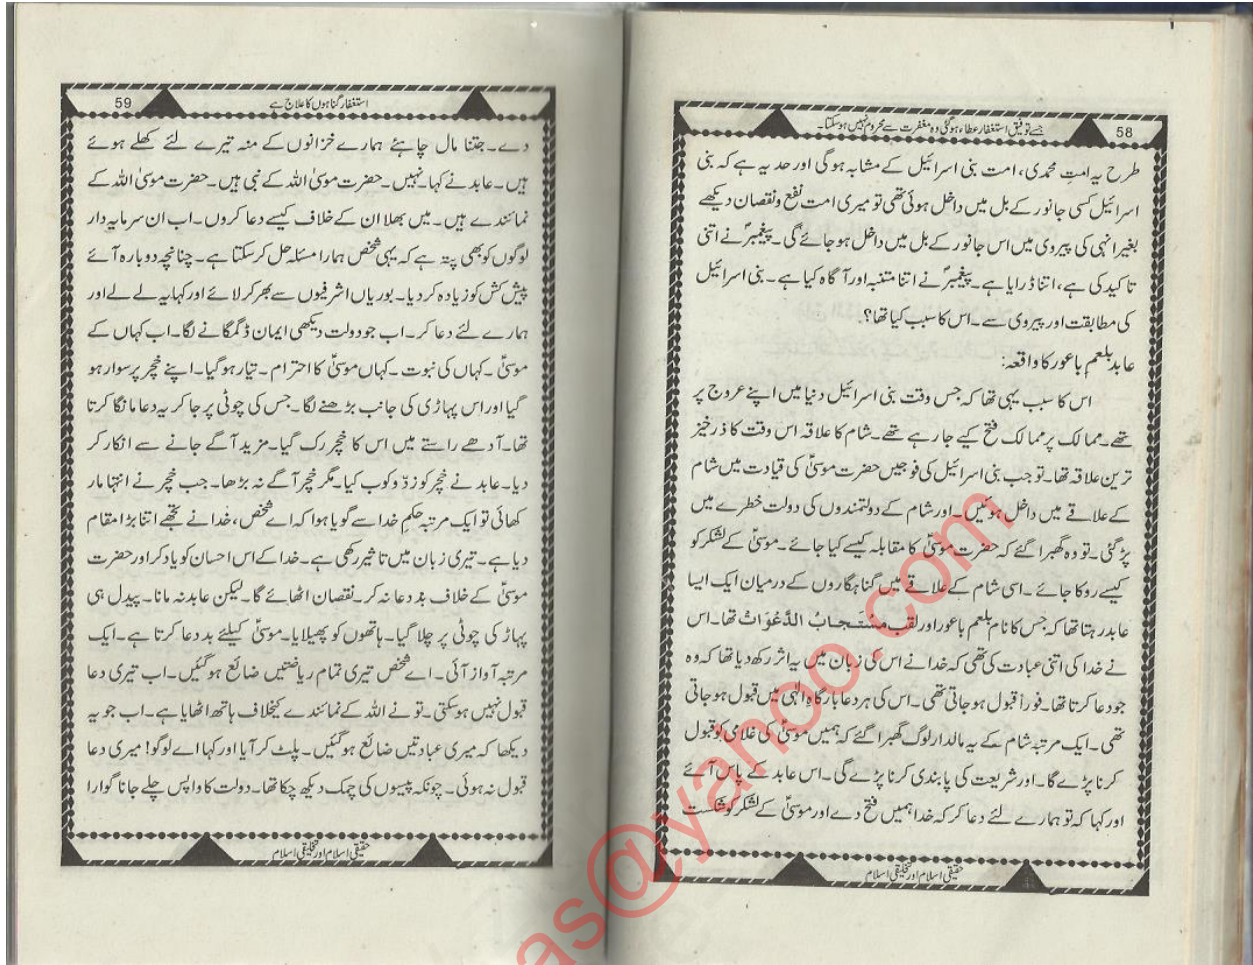 58
جسے توفیق استغفار عطاء ہو گئی وہ مغفرت سے محروم نہیں ہو سکتا۔
طرح یہ امتِ محمدی، امت بنی اسرائیل کے مشابہ ہوگی اور حد یہ ہے کہ بنی
اسرائیل کسی جانور کے بل میں داخل ہوئی تھی تو میری امت نفع و نقصان دیکھے
بغیر انہی کی پیروی میں اس جانور کے بل میں داخل ہو جائے گی۔ پیغمبرؐ نے اتنی
تاکید کی ہے، اتنا ڈرایا ہے۔ پیغمبرؐ نے اتنا متنبہ اور آگاہ کیا ہے۔ بنی اسرائیل
کی مطابقت اور پیروی سے۔ اس کا سبب کیا تھا؟۔
عابد بلعم باعور کا واقعہ:
اس کا سبب یہی تھا کہ جس وقت بنی اسرائیل دنیا میں اپنے عروج پر
تھے۔ ممالک پر ممالک فتح کیے جا رہے تھے۔ شام کا علاقہ اس وقت کا ذرخیز
ترین علاقہ تھا۔ تو جب بنی اسرائیل کی فوجیں حضرت موسیٰؑ کی قیادت میں شام
کے علاقے میں داخل ہوئیں۔ اور شام کے دولتمندوں کی دولت خطرے میں
پڑ گئی۔ تو وہ گھبرا گئے کہ حضرت موسیٰؑ کا مقابلہ کیسے کیا جائے۔ موسیٰؑ کے لشکر کو
کیسے روکا جائے۔ اسی شام کے علاقے میں گناہگاروں کے درمیان ایک ایسا
عابد رہتا تھا کہ جس کا نام بلعم باعور اور لقب مُسْتَجَابُ الدَّعْوَاتْ تھا۔ اس
نے خدا کی اتنی عبادت کی تھی کہ خدا نے اس کی زبان میں یہ اثر رکھ دیا تھا کہ وہ
جو دعا کرتا تھا۔ فوراً قبول ہو جاتی تھی۔ اس کی ہر دعا بارگاہِ الٰہی میں قبول ہو جاتی
تھی۔ ایک مرتبہ شام کے یہ مالدار لوگ گھبرا گئے کہ ہمیں موسیٰؑ کی غلامی کو قبول
کرنا پڑے گا۔ اور شریعت کی پابندی کرنا پڑے گی۔ اس عابد کے پاس آئے
اور کہا کہ تو ہمارے لئے دعا کر کہ خدا ہمیں فتح دے اور موسیٰؑ کے لشکر کو شکست
حقیقی اسلام اور تخلیقی اسلام
استغفار گناہوں کا علاج ہے
59
دے۔ جتنا مال چاہئے ہمارے خزانوں کے منہ تیرے لئے کھلے ہوئے
ہیں۔ عابد نے کہا۔ نہیں۔ حضرت موسیٰ اللہ کے نبی ہیں۔ حضرت موسیٰ اللہ کے
نمائندے ہیں۔ میں بھلا ان کے خلاف کیسے دعا کروں۔ اب ان سرمایہ دار
لوگوں کو بھی پتہ ہے کہ یہی شخص ہمارا مسئلہ حل کر سکتا ہے۔ چنانچہ دوبارہ آئے
پیش کش کو زیادہ کر دیا۔ بوریاں اشرفیوں سے بھر کر لائے اور کہا یہ لے لے اور
ہمارے لئے دعا کر۔ اب جو دولت دیکھی ایمان ڈگمگانے لگا۔ اب کہاں کے
موسیٰؑ۔ کہاں کی نبوت۔ کہاں موسیٰؑ کا احترام۔ تیار ہو گیا۔ اپنے خچر پر سوار ہو
گیا اور اس پہاڑی کی جانب بڑھنے لگا۔ جس کی چوٹی پر جا کر یہ دعا مانگا کرتا
تھا۔ آدھے راستے میں اس کا خچر رک گیا۔ مزید آگے جانے سے انکار کر
دیا۔ عابد نے خچر کو زدّ و کوب کیا۔ مگر خچر آگے نہ بڑھا۔ جب خچر نے انتہا مار
کھائی تو ایک مرتبہ حکمِ خدا سے گویا ہوا کہ اے شخص، خدا نے تجھے اتنا بڑا مقام
دیا ہے۔ تیری زبان میں تاثیر رکھی ہے۔ خدا کے اس احسان کو یاد کر اور حضرت
موسیٰؑ کے خلاف بددعا نہ کر۔ نقصان اٹھائے گا۔ لیکن عابد نہ مانا۔ پیدل ہی
پہاڑ کی چوٹی پر چلا گیا۔ ہاتھوں کو پھیلایا۔ موسیٰؑ کیلئے بددعا کرتا ہے۔ ایک
مرتبہ آواز آئی۔ اے شخص تیری تمام ریاضتیں ضائع ہو گئیں۔ اب تیری دعا
قبول نہیں ہو سکتی۔ تو نے اللہ کے نمائندے کیخلاف ہاتھ اٹھایا ہے۔ اب جو یہ
دیکھا کہ میری عبادتیں ضائع ہو گئیں۔ پلٹ کر آیا اور کہا اے لوگو! میری دعا
قبول نہ ہوئی۔ چونکہ پیسوں کی چمک دیکھ چکا تھا۔ دولت کا واپس چلے جانا گوارا
حقیقی اسلام اور تخلیقی اسلام
as@yahoo.com